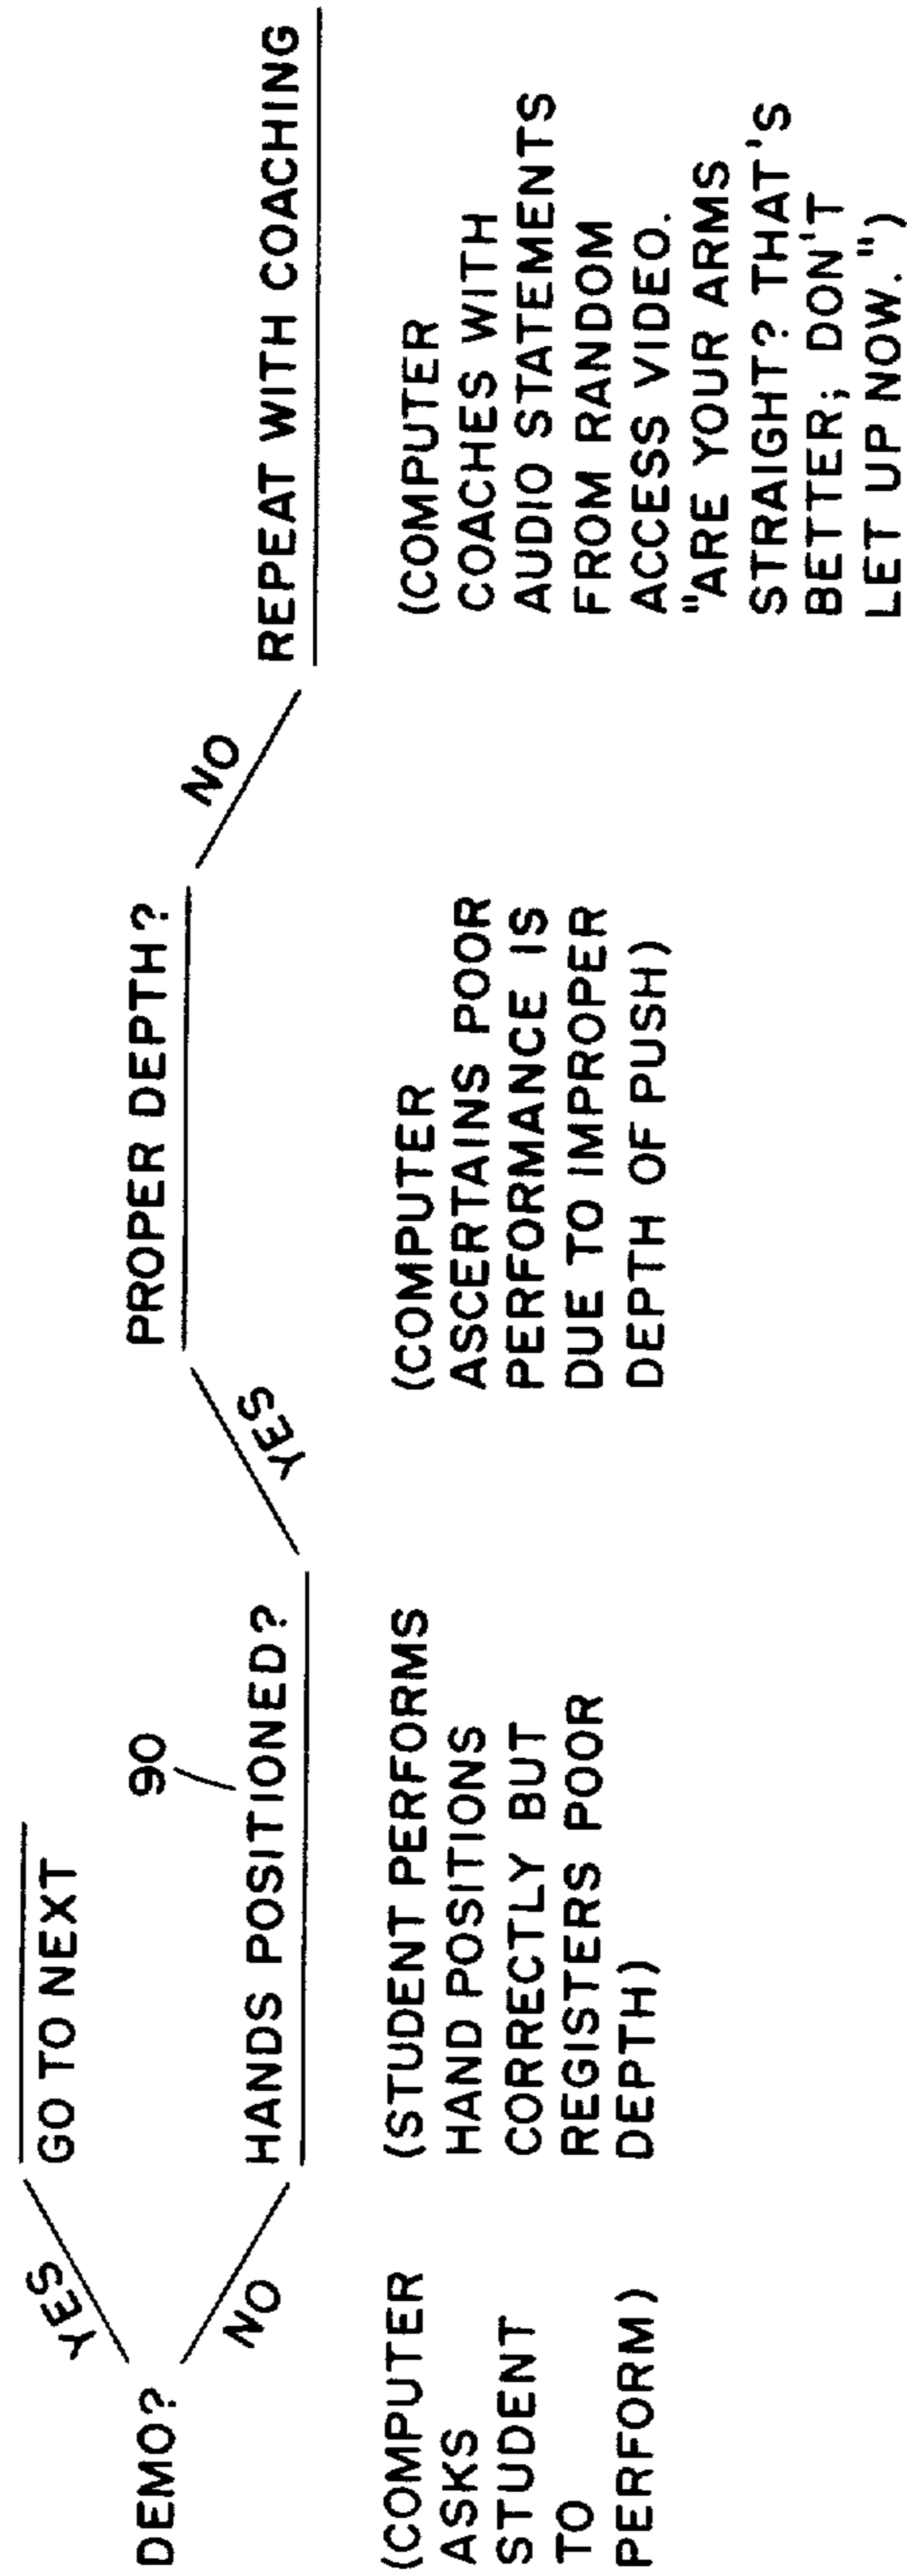 DEMO?
YES
NO
(COMPUTER
ASKS
STUDENT
TO
PERFORM)
GO TO NEXT
90
HANDS POSITIONED?
(STUDENT PERFORMS
HAND POSITIONS
CORRECTLY BUT
REGISTERS POOR
DEPTH)
YES
PROPER DEPTH?
(COMPUTER
ASCERTAINS POOR
PERFORMANCE IS
DUE TO IMPROPER
DEPTH OF PUSH)
NO
REPEAT WITH COACHING
(COMPUTER
COACHES WITH
AUDIO STATEMENTS
FROM RANDOM
ACCESS VIDEO.
"ARE YOUR ARMS
STRAIGHT? THAT'S
BETTER; DON'T
LET UP NOW.")